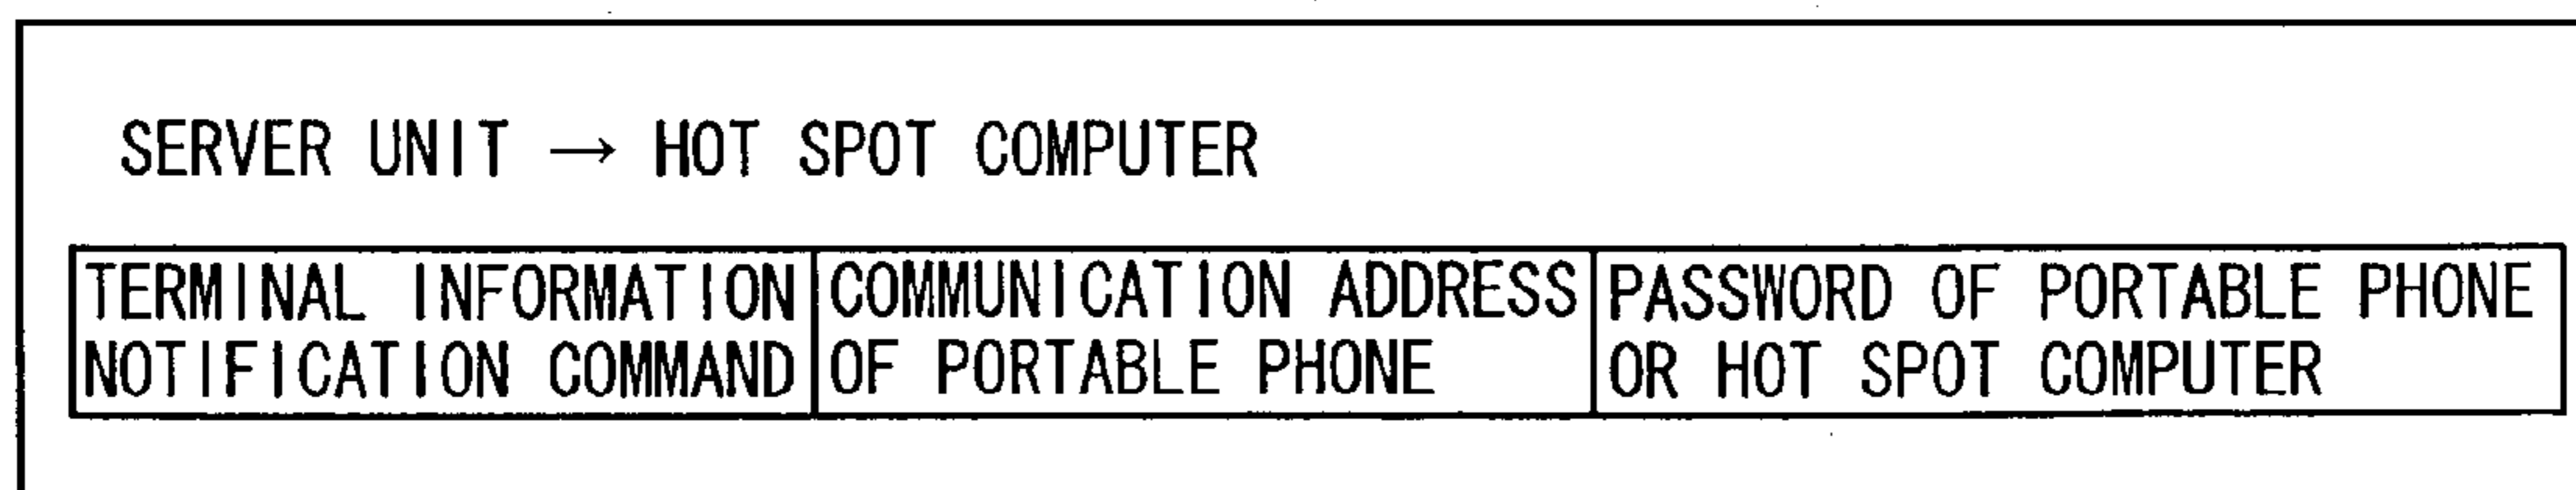 SERVER UNIT → HOT SPOT COMPUTER
TERMINAL INFORMATION
NOTIFICATION COMMAND
COMMUNICATION ADDRESS
OF PORTABLE PHONE
PASSWORD OF PORTABLE PHONE
OR HOT SPOT COMPUTER